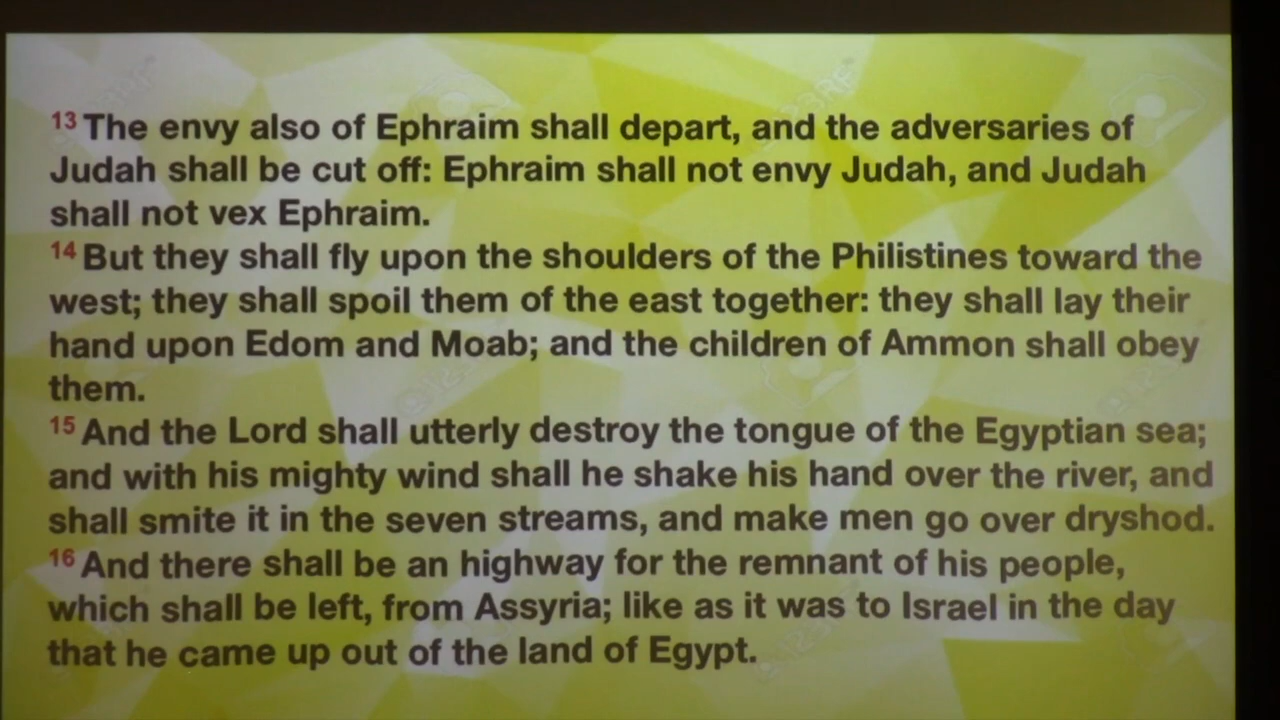 13 The envy also of Ephraim shall depart, and the adversaries of
Judah shall be cut off: Ephraim shall not envy Judah, and Judah
shall not vex Ephraim.
14 But they shall fly upon the shoulders of the Philistines toward the
west; they shall spoil them of the east together: they shall lay their
hand upon Edom and Moab; and the children of Ammon shall obey
them.
15 And the Lord shall utterly destroy the tongue of the Egyptian sea;
and with his mighty wind shall he shake his hand over the river, and
shall smite it in the seven streams, and make men go over dryshod.
16 And there shall be an highway for the remnant of his people,
which shall be left, from Assyria; like as it was to Israel in the day
that he came up out of the land of Egypt.